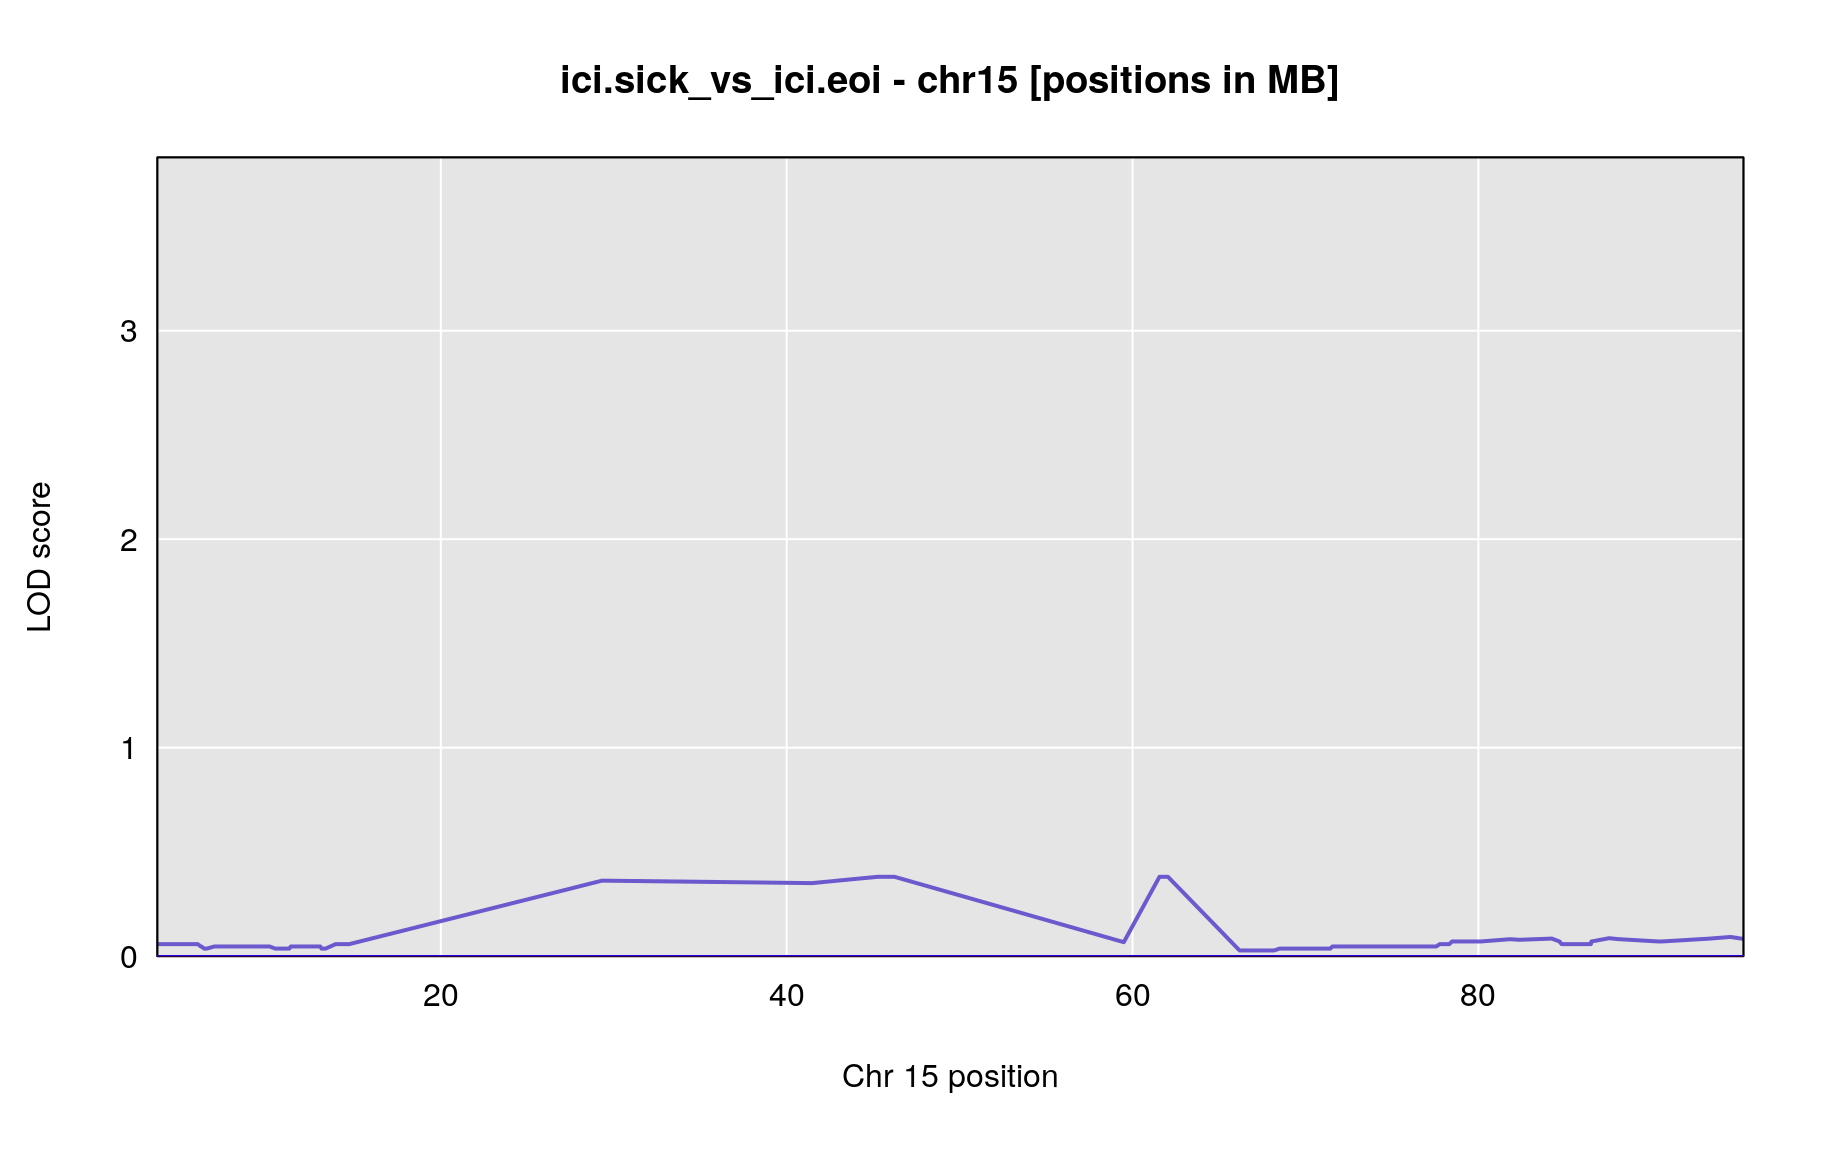 ici.sick_vs_ici.eoi - chr15 [positions in MB]
LOD score
3
2
1
0
20 40 60 80
Chr 15 position